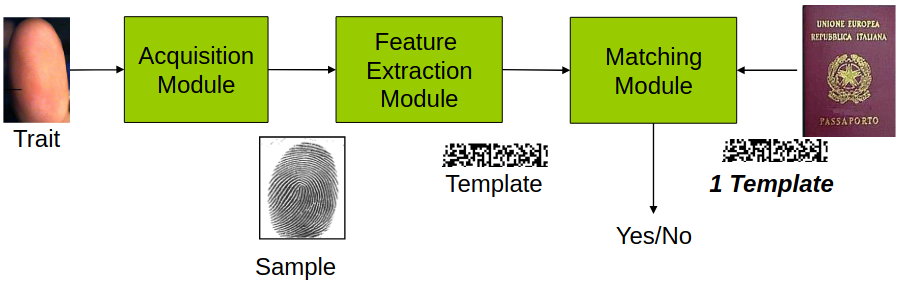 Trait
Acquisition
Module
Sample
Feature
Extraction
Module
Template
Matching
Module
Yes/No
UNIONE EUROPEA
REPUBBLICA ITALIANA
PASSAPORTO
1 Template